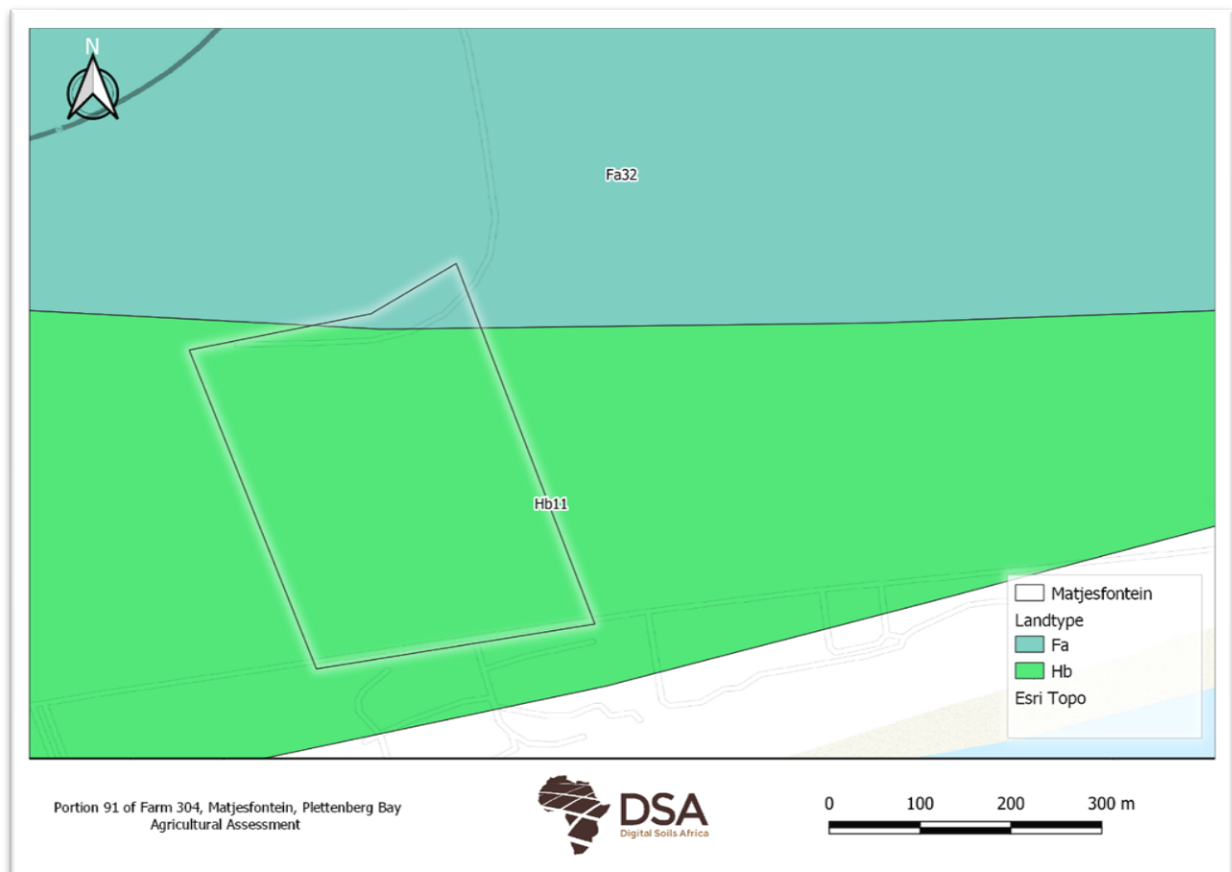 N
Fa32
Hb11
Matjesfontein
Landtype
Fa
Hb
Esri Topo
Portion 91 of Farm 304, Matjesfontein, Plettenberg Bay
Agricultural Assessment
DSA
Digital Soils Africa
0 100 200 300 m